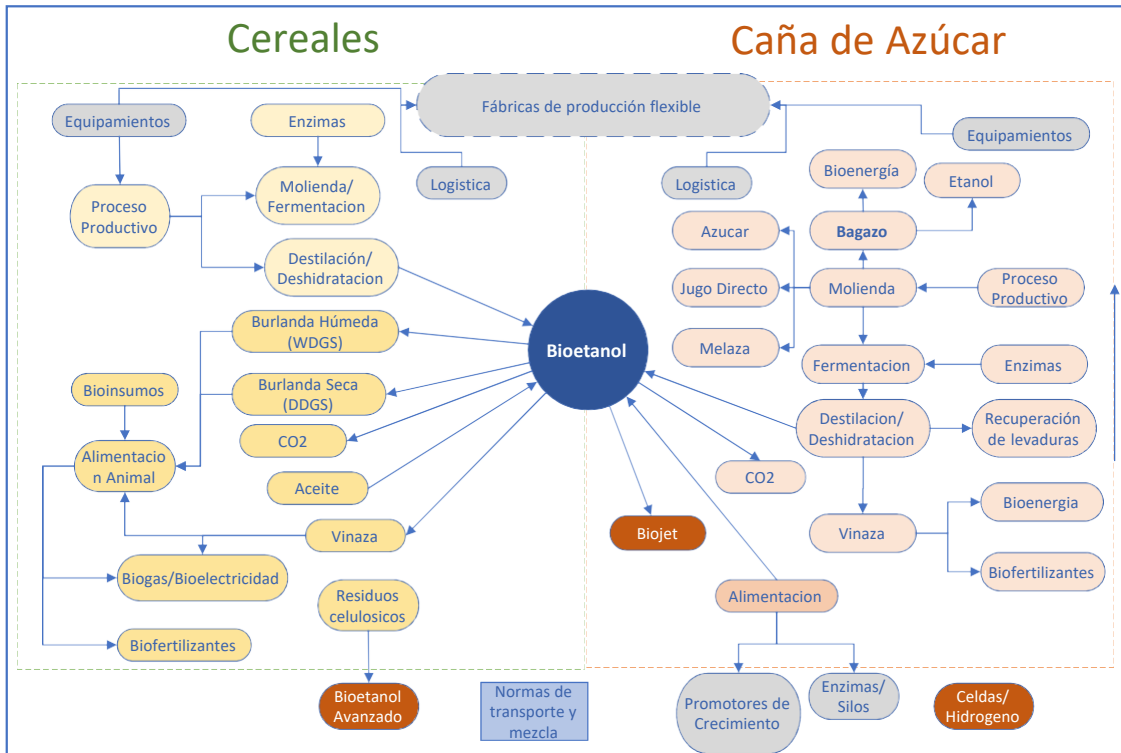 Cereales
Caña de Azúcar
Fábricas de producción flexible
Equipamientos
Enzimas
Logistica
Molienda/
Fermentacion
Proceso
Productivo
Destilación/
Deshidratacion
Burlanda Húmeda
(WDGS)
Bioinsumos
Burlanda Seca
(DDGS)
CO2
Alimentacio
n Animal
Aceite
Vinaza
Biogas/Bioelectricidad
Residuos
celulosicos
Biofertilizantes
Bioetanol
Avanzado
Normas de
transporte y
mezcla
Bioetanol
Equipamientos
Logistica
Bioenergía
Etanol
Azucar
Bagazo
Jugo Directo
Molienda
Proceso
Productivo
Melaza
Fermentacion
Enzimas
Destilacion/
Deshidratacion
Recuperación
de levaduras
CO2
Bioenergia
Biojet
Vinaza
Biofertilizantes
Alimentacion
Promotores de
Crecimiento
Enzimas/
Silos
Celdas/
Hidrogeno